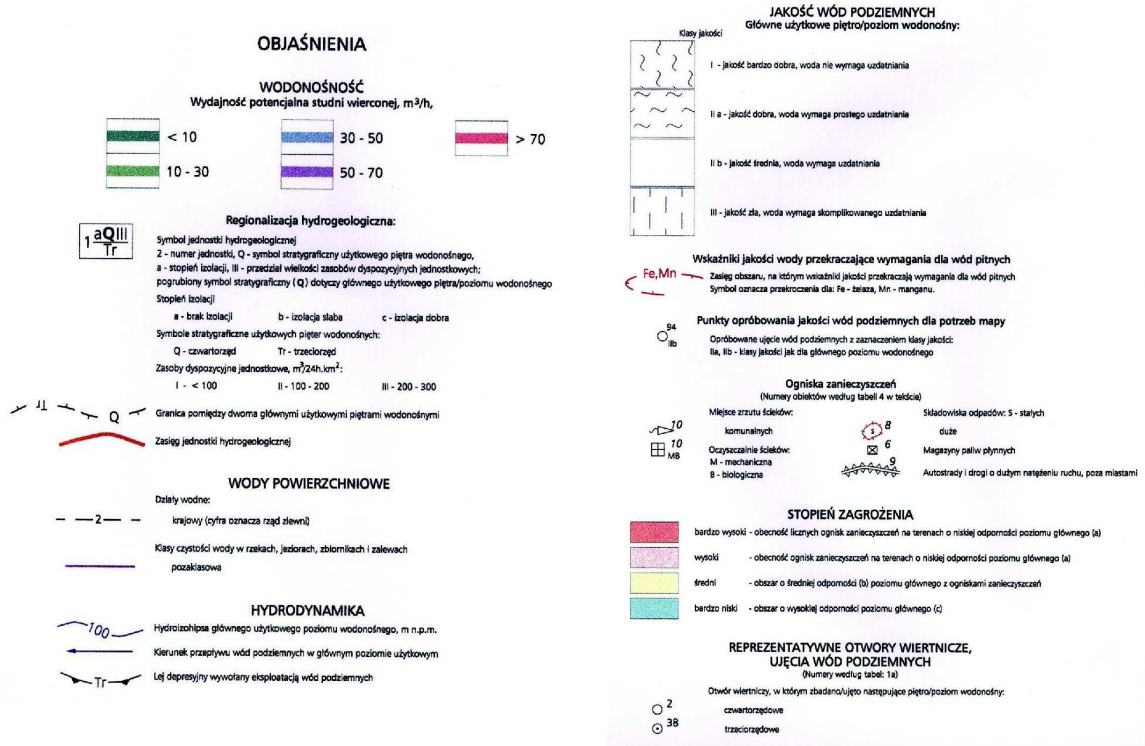 OBJAŚNIENIA
WODONOŚNOŚĆ
Wydajność potencjalna studni wierconej, m³/h,
< 10
30 - 50
> 70
10 - 30
50 - 70
Regionalizacja hydrogeologiczna:
1 aQIII
Tr
Symbol jednostki hydrogeologicznej
2 - numer jednostki, Q - symbol stratygraficzny użytkowego piętra wodonośnego,
a - stopień izolacji, III - przedział wielkości zasobów dyspozycyjnych jednostkowych;
pogrubiony symbol stratygraficzny (Q) dotyczy głównego użytkowego piętra/poziomu wodonośnego
Stopień izolacji
a - brak izolacji b - izolacja słaba c - izolacja dobra
Symbole stratygraficzne użytkowych pięter wodonośnych:
Q - czwartorzęd Tr - trzeciorzęd
Zasoby dyspozycyjne jednostkowe, m³/24h.km²:
I - < 100 II - 100 - 200 III - 200 - 300
Tr Q Granica pomiędzy dwoma głównymi użytkowymi piętrami wodonośnymi
Zasięg jednostki hydrogeologicznej
WODY POWIERZCHNIOWE
Działy wodne:
2 krajowy (cyfra oznacza rząd zlewni)
Klasy czystości wody w rzekach, jeziorach, zbiornikach i zalewach
pozaklasowa
HYDRODYNAMIKA
100 Hydroizohipsa głównego użytkowego poziomu wodonośnego, m n.p.m.
Kierunek przepływu wód podziemnych w głównym poziomie użytkowym
Tr Lej depresyjny wywołany eksploatacją wód podziemnych
JAKOŚĆ WÓD PODZIEMNYCH
Główne użytkowe piętro/poziom wodonośny:
Klasy jakości
I - jakość bardzo dobra, woda nie wymaga uzdatniania
II a - jakość dobra, woda wymaga prostego uzdatniania
II b - jakość średnia, woda wymaga uzdatniania
III - jakość zła, woda wymaga skomplikowanego uzdatniania
Wskaźniki jakości wody przekraczające wymagania dla wód pitnych
Fe,Mn Zasięg obszaru, na którym wskaźniki jakości przekraczają wymagania dla wód pitnych
Symbol oznacza przekroczenia dla: Fe - żelaza, Mn - manganu.
Punkty opróbowania jakości wód podziemnych dla potrzeb mapy
94
IIb
Opróbowane ujęcie wód podziemnych z zaznaczeniem klasy jakości:
IIa, IIb - klasy jakości jak dla głównego poziomu wodonośnego
Ogniska zanieczyszczeń
(Numery obiektów według tabeli 4 w tekście)
Miejsce zrzutu ścieków: Składowiska odpadów: S - stałych
10 komunalnych s 8 duże
10 MB Oczyszczalnie ścieków: 6 Magazyny paliw płynnych
M - mechaniczna
B - biologiczna 9 Autostrady i drogi o dużym natężeniu ruchu, poza miastami
STOPIEŃ ZAGROŻENIA
bardzo wysoki - obecność licznych ognisk zanieczyszczeń na terenach o niskiej odporności poziomu głównego (a)
wysoki - obecność ognisk zanieczyszczeń na terenach o niskiej odporności poziomu głównego (a)
średni - obszar o średniej odporności (b) poziomu głównego z ogniskami zanieczyszczeń
bardzo niski - obszar o wysokiej odporności poziomu głównego (c)
REPREZENTATYWNE OTWORY WIERTNICZE,
UJĘCIA WÓD PODZIEMNYCH
(Numery według tabel: 1a)
Otwór wiertniczy, w którym zbadano/ujęto następujące piętro/poziom wodonośny:
2 czwartorzędowe
38 trzeciorzędowe